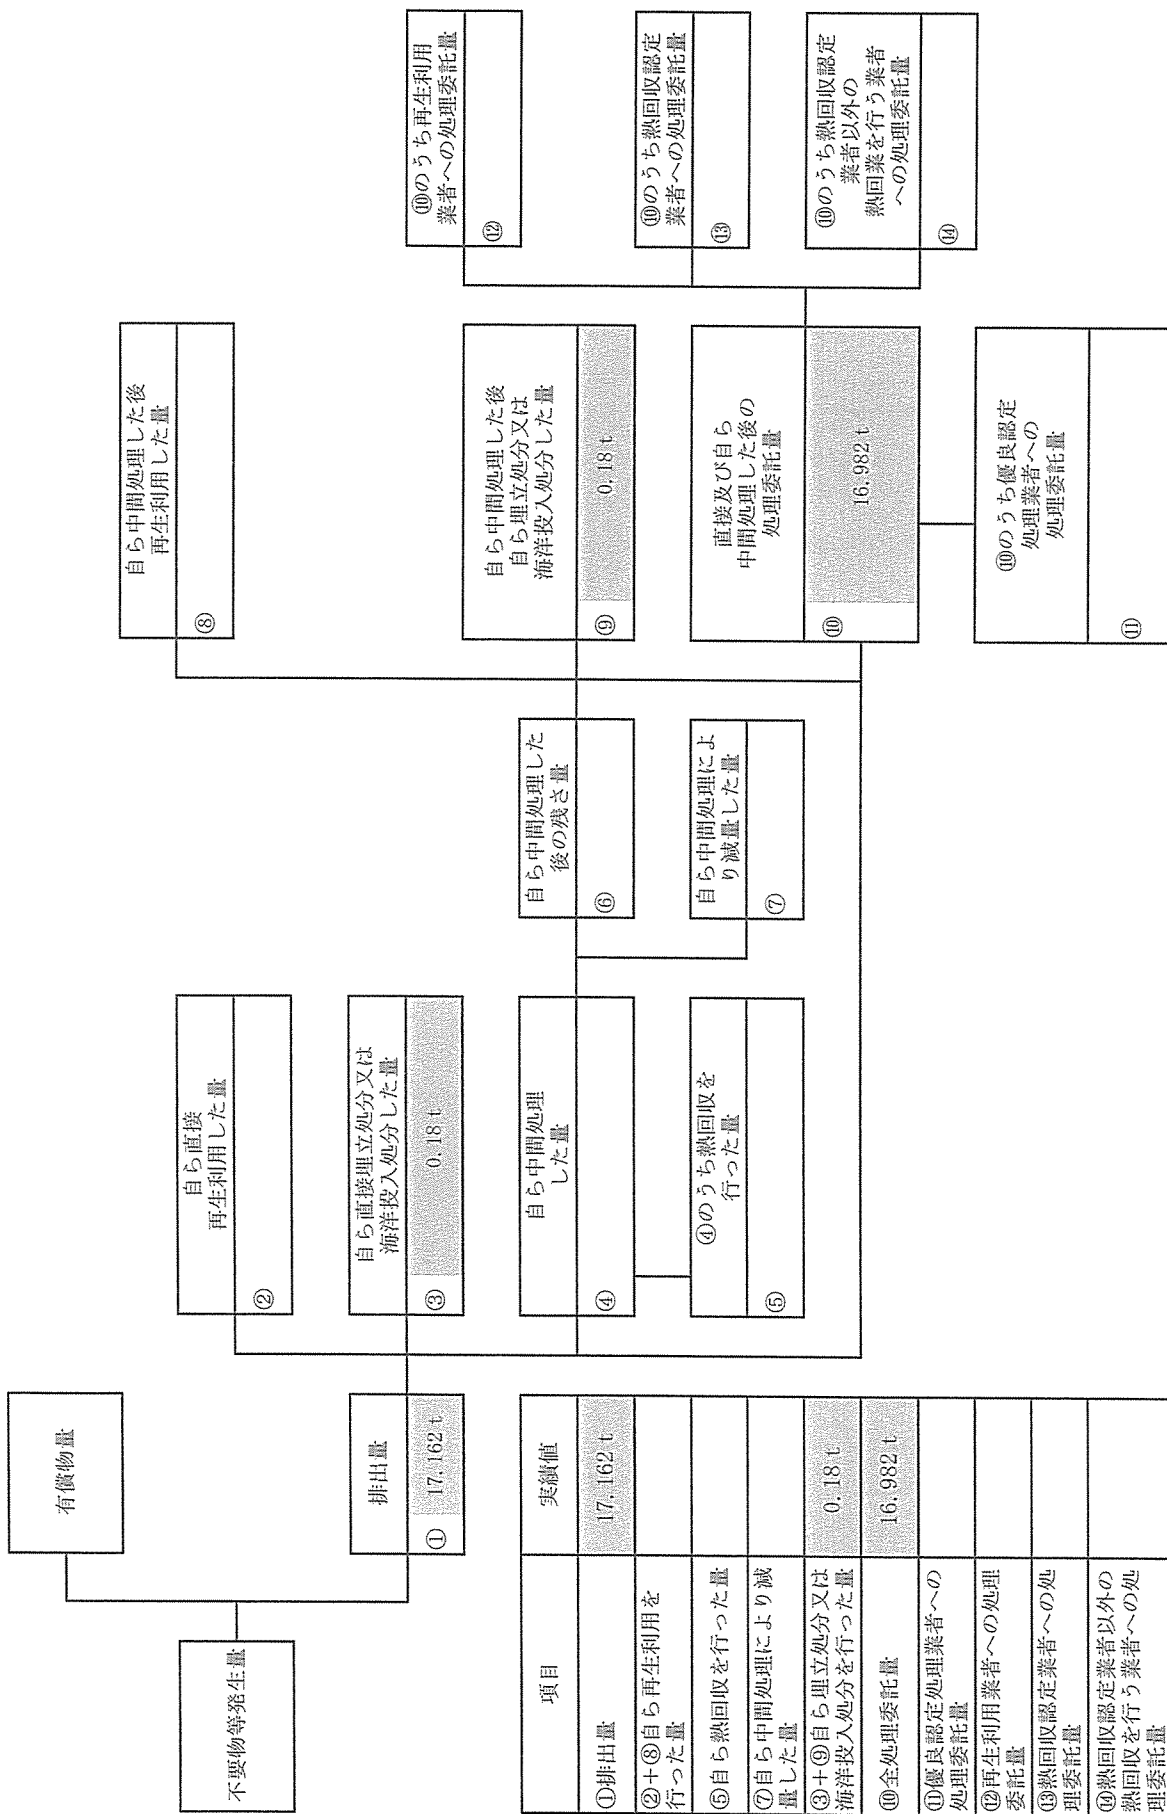 不要物等発生量
有償物量
排出量
① 17.162 t
自ら直接
再生利用した量
②
自ら直接埋立処分又は
海洋投入処分した量
③ 0.18 t
自ら中間処理
した量
④
④のうち熱回収を
行った量
⑤
自ら中間処理した
後の残さ量
⑥
自ら中間処理によ
り減量した量
⑦
自ら中間処理した後
再生利用した量
⑧
自ら中間処理した後
自ら埋立処分又は
海洋投入処分した量
⑨ 0.18 t
直接及び自ら
中間処理した後の
処理委託量
⑩ 16.982 t
⑩のうち優良認定
処理業者への
処理委託量
⑪
⑩のうち再生利用
業者への処理委託量
⑫
⑩のうち熱回収認定
業者への処理委託量
⑬
⑩のうち熱回収認定
業者以外の
熱回業を行う業者
への処理委託量
⑭
項目 実績値
①排出量 17.162 t
②+⑧自ら再生利用を
行った量
⑤自ら熱回収を行った量
⑦自ら中間処理により減
量した量
③+⑨自ら埋立処分又は
海洋投入処分を行った量 0.18 t
⑩全処理委託量 16.982 t
⑪優良認定処理業者への
処理委託量
⑫再生利用業者への処理
委託量
⑬熱回収認定業者への処
理委託量
⑭熱回収認定業者以外の
熱回収を行う業者への処
理委託量